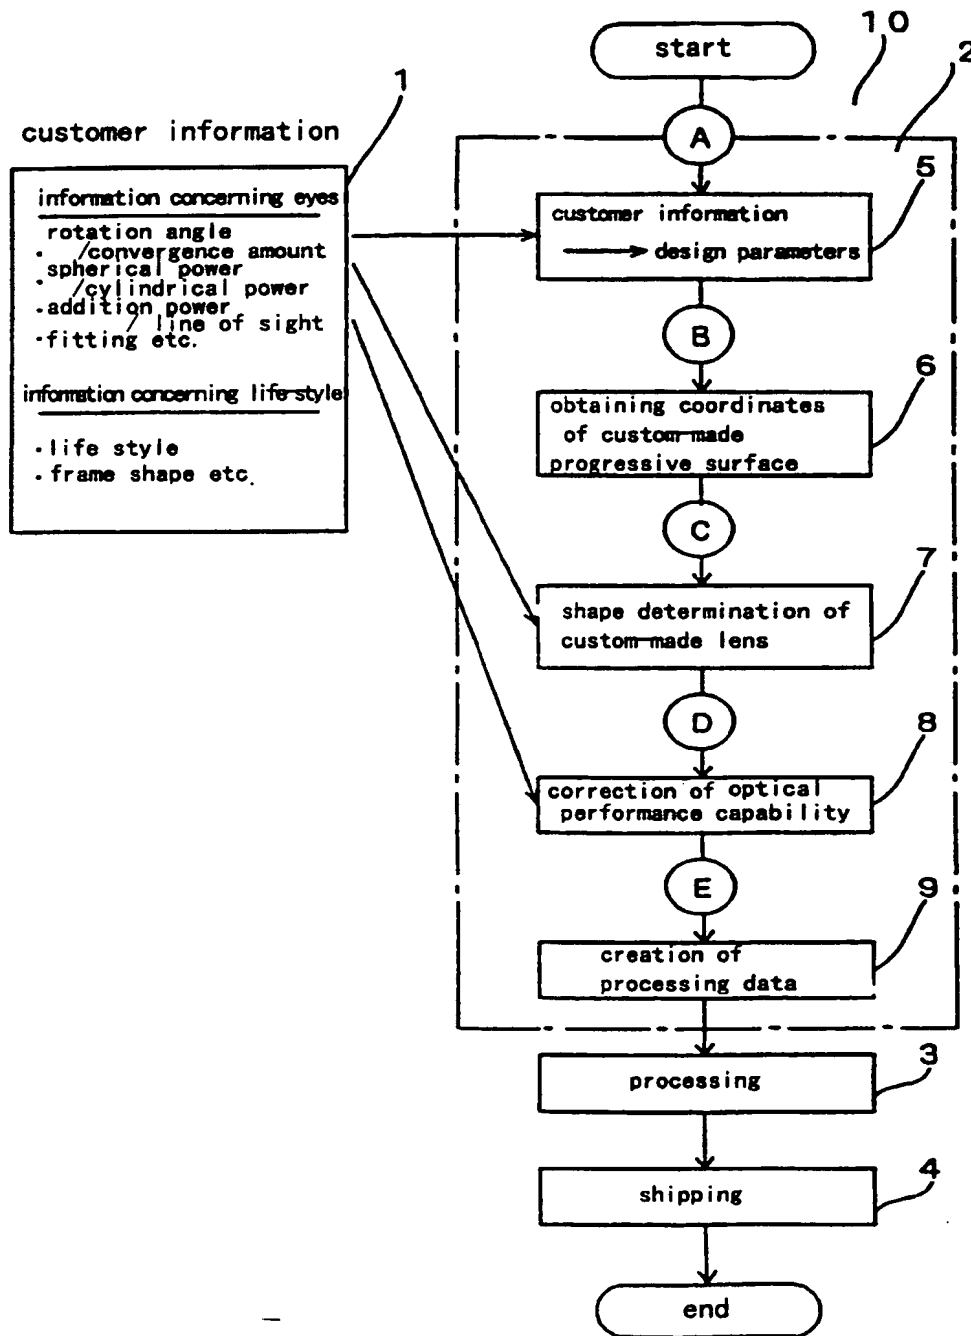 10
start
2
1
customer information
A
5
information concerning eyes
rotation angle
· /convergence amount
spherical power
· /cylindrical power
·addition power
/ line of sight
·fitting etc.
information concerning life style
·life style
·frame shape etc.
customer information
design parameters
B
6
obtaining coordinates
of custom-made
progressive surface
C
7
shape determination of
custom-made lens
D
8
correction of optical
performance capability
E
9
creation of
processing data
3
processing
4
shipping
end